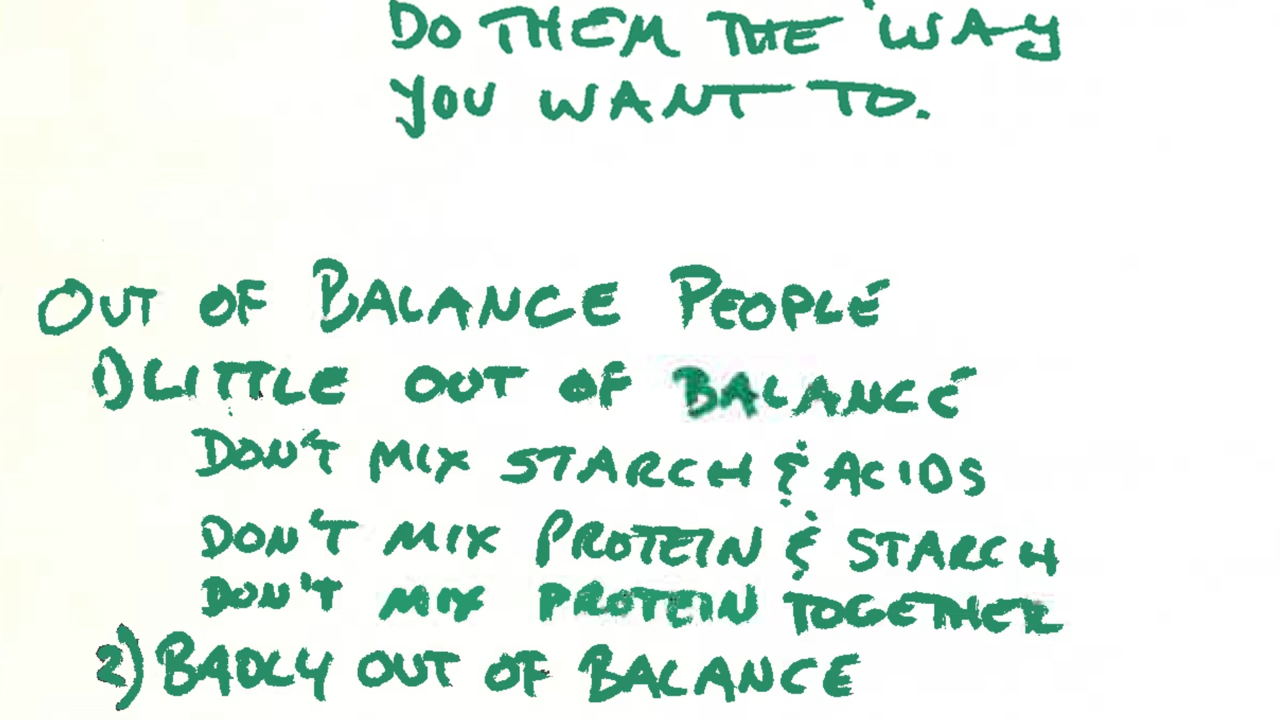 DO THEM THE WAY
YOU WANT TO.
OUT OF BALANCE PEOPLE
1) LITTLE OUT OF BALANCE
DON'T MIX STARCH & ACIDS
DON'T MIX PROTEIN & STARCH
DON'T MIX PROTEIN TOGETHER
2) BADLY OUT OF BALANCE